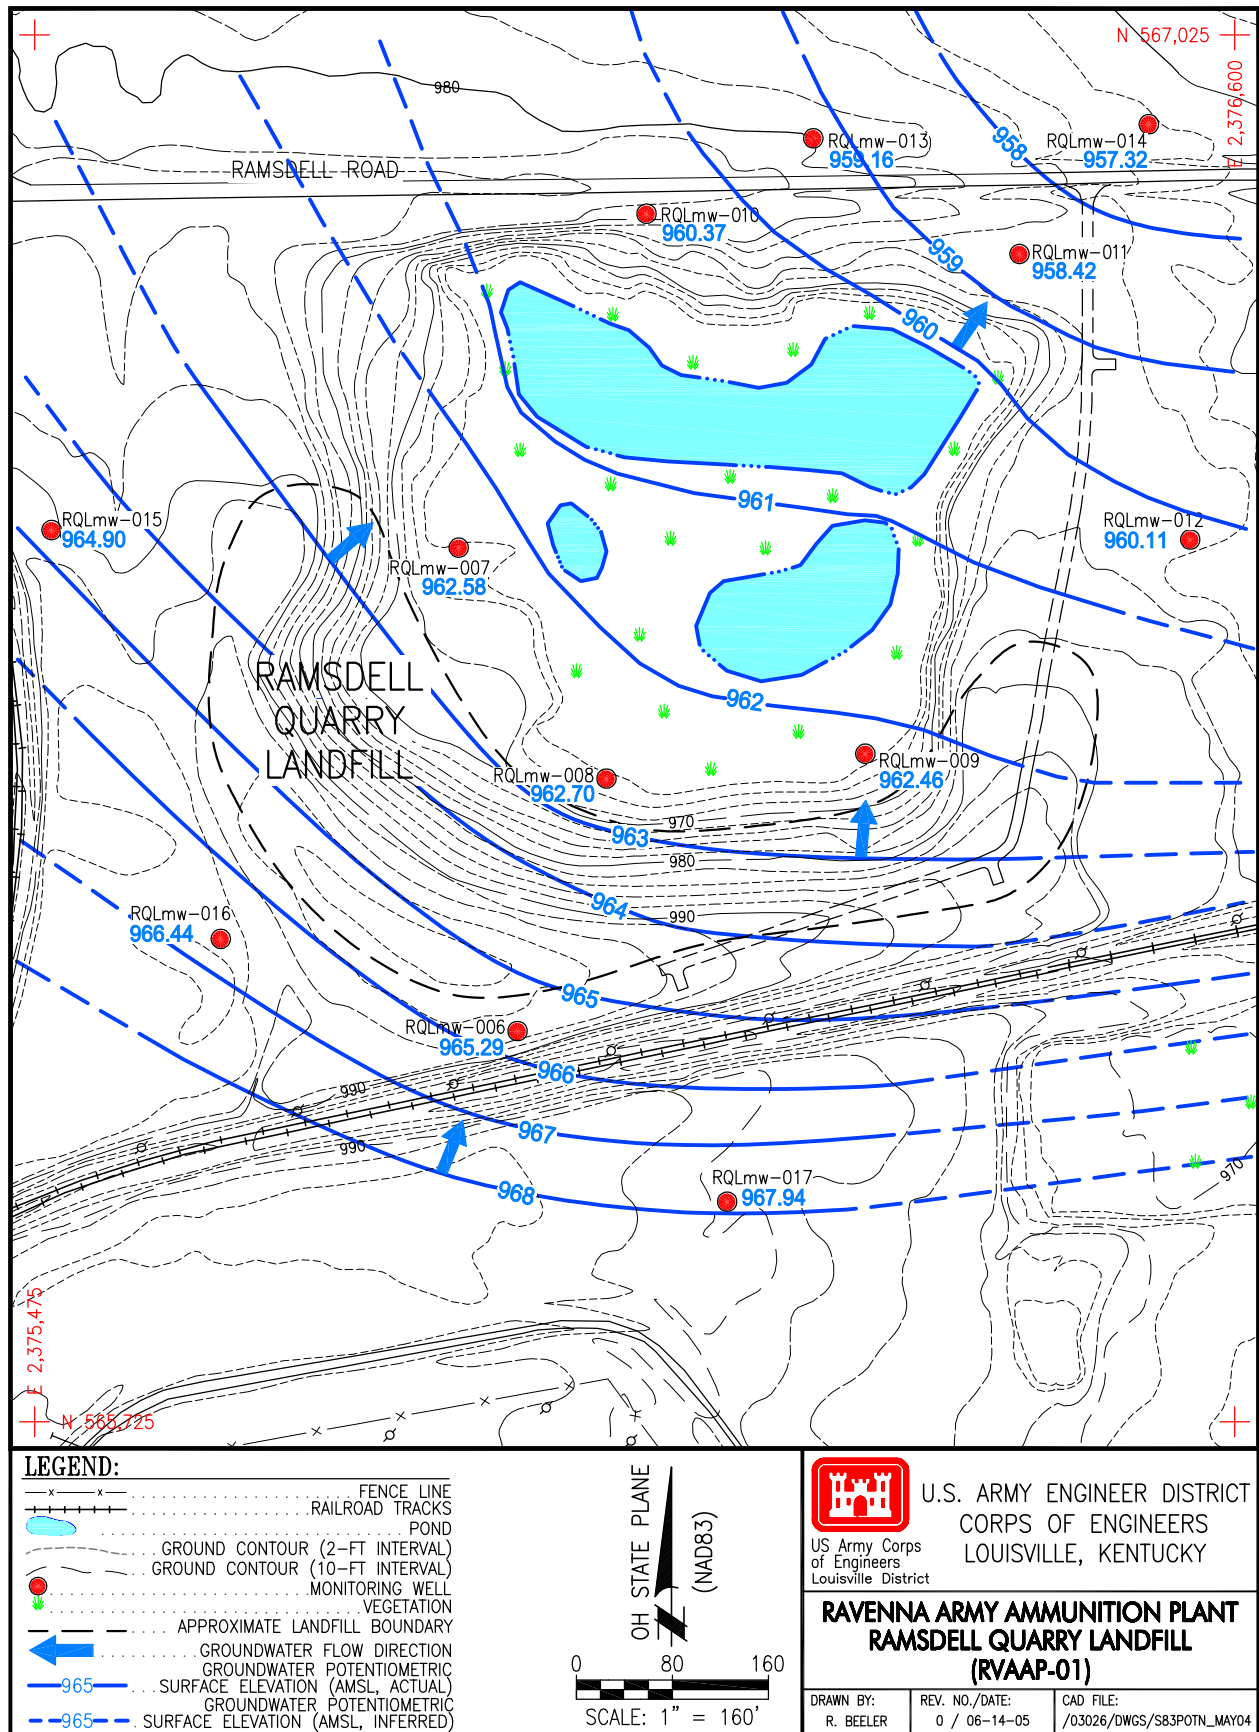 N 567,025
E 2,376,600
980
RQLmw-013
959.16
958
RQLmw-014
957.32
RAMSDELL ROAD
RQLmw-010
960.37
959
RQLmw-011
958.42
960
961
RQLmw-015
964.90
RQLmw-007
962.58
RQLmw-012
960.11
RAMSDELL
QUARRY
LANDFILL
962
RQLmw-008
962.70
RQLmw-009
962.46
970
963
980
964
990
RQLmw-016
966.44
965
RQLmw-006
965.29
966
990
967
990
968
RQLmw-017
967.94
970
E 2,375,475
N 565,725
LEGEND:
FENCE LINE
RAILROAD TRACKS
POND
GROUND CONTOUR (2-FT INTERVAL)
GROUND CONTOUR (10-FT INTERVAL)
MONITORING WELL
VEGETATION
APPROXIMATE LANDFILL BOUNDARY
GROUNDWATER FLOW DIRECTION
GROUNDWATER POTENTIOMETRIC
965 SURFACE ELEVATION (AMSL, ACTUAL)
GROUNDWATER POTENTIOMETRIC
965 SURFACE ELEVATION (AMSL, INFERRED)
OH STATE PLANE
(NAD83)
0 80 160
SCALE: 1" = 160'
US Army Corps
of Engineers
Louisville District
U.S. ARMY ENGINEER DISTRICT
CORPS OF ENGINEERS
LOUISVILLE, KENTUCKY
RAVENNA ARMY AMMUNITION PLANT
RAMSDELL QUARRY LANDFILL
(RVAAP-01)
DRAWN BY:
R. BEELER
REV. NO./DATE:
0 / 06-14-05
CAD FILE:
/03026/DWGS/S83POTN_MAY04